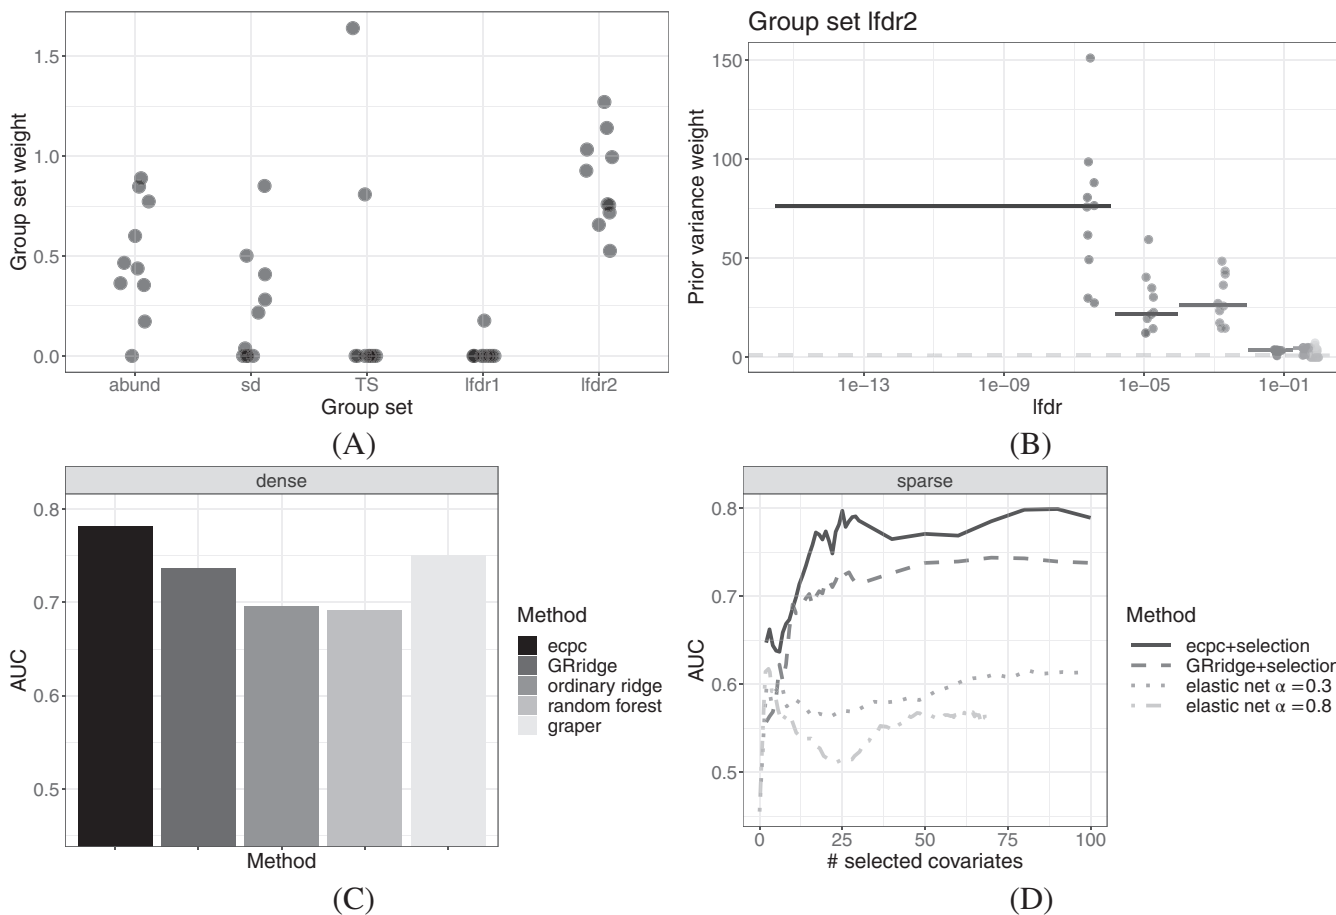 Group set weight
1.5
1.0
0.5
0.0
abund sd TS lfdr1 lfdr2
Group set
(A)
Group set lfdr2
Prior variance weight
150
100
50
0
1e−13 1e−09 1e−05 1e−01
lfdr
(B)
dense
AUC
0.8
0.7
0.6
0.5
Method
(C)
Method
ecpc
GRridge
ordinary ridge
random forest
graper
sparse
AUC
0.8
0.7
0.6
0.5
0 25 50 75 100
# selected covariates
(D)
Method
ecpc+selection
GRridge+selection
elastic net α = 0.3
elastic net α = 0.8